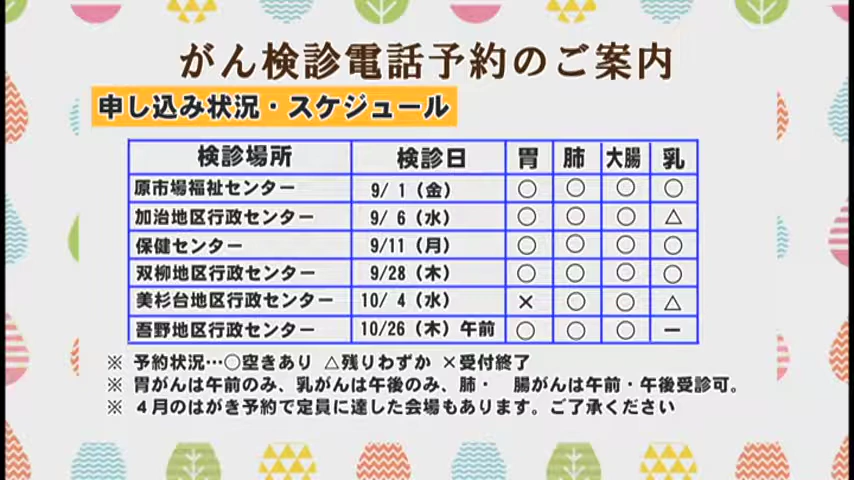 がん検診電話予約のご案内
申し込み状況・スケジュール
検診場所 検診日 胃 肺 大腸 乳
原市場福祉センター 9/ 1（金） ○ ○ ○ ○
加治地区行政センター 9/ 6（水） ○ ○ ○ △
保健センター 9/11（月） ○ ○ ○ ○
双柳地区行政センター 9/28（木） ○ ○ ○ ○
美杉台地区行政センター 10/ 4（水） × ○ ○ △
吾野地区行政センター 10/26（木）午前 ○ ○ ○ ー
※ 予約状況…○空きあり △残りわずか ×受付終了
※ 胃がんは午前のみ、乳がんは午後のみ、肺・　腸がんは午前・午後受診可。
※ ４月のはがき予約で定員に達した会場もあります。ご了承ください